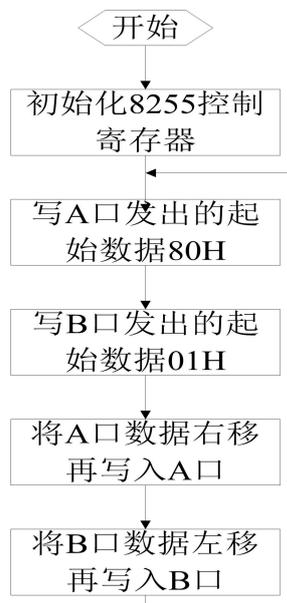 开始
初始化8255控制
寄存器
写A口发出的起
始数据80H
写B口发出的起
始数据01H
将A口数据右移
再写入A口
将B口数据左移
再写入B口